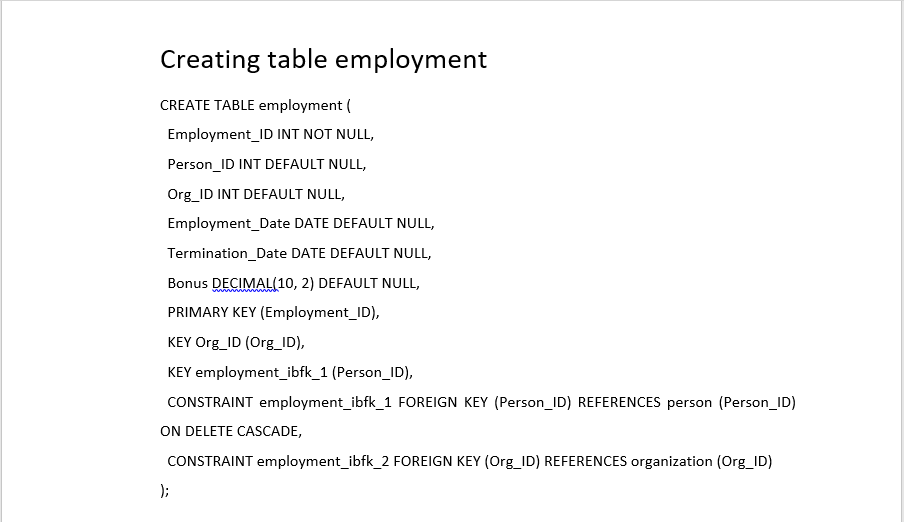 Creating table employment
CREATE TABLE employment (
Employment_ID INT NOT NULL,
Person_ID INT DEFAULT NULL,
Org_ID INT DEFAULT NULL,
Employment_Date DATE DEFAULT NULL,
Termination_Date DATE DEFAULT NULL,
Bonus DECIMAL(10, 2) DEFAULT NULL,
PRIMARY KEY (Employment_ID),
KEY Org_ID (Org_ID),
KEY employment_ibfk_1 (Person_ID),
CONSTRAINT employment_ibfk_1 FOREIGN KEY (Person_ID) REFERENCES person (Person_ID)
ON DELETE CASCADE,
CONSTRAINT employment_ibfk_2 FOREIGN KEY (Org_ID) REFERENCES organization (Org_ID)
);